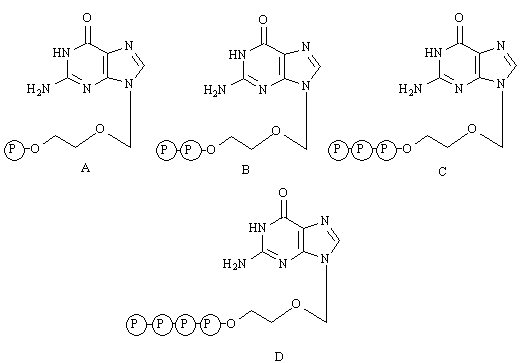 O O O
HN N HN N HN N
H2N N N H2N N N H2N N N
P O O P P O O P P P O O
A B C
O
HN N
H2N N N
P P P P O O
D